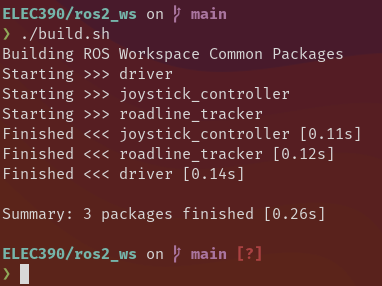 ELEC390/ros2_ws on  main
❯ ./build.sh
Building ROS Workspace Common Packages
Starting >>> driver
Starting >>> joystick_controller
Starting >>> roadline_tracker
Finished <<< joystick_controller [0.11s]
Finished <<< roadline_tracker [0.12s]
Finished <<< driver [0.14s]
Summary: 3 packages finished [0.26s]
ELEC390/ros2_ws on  main [?]
❯